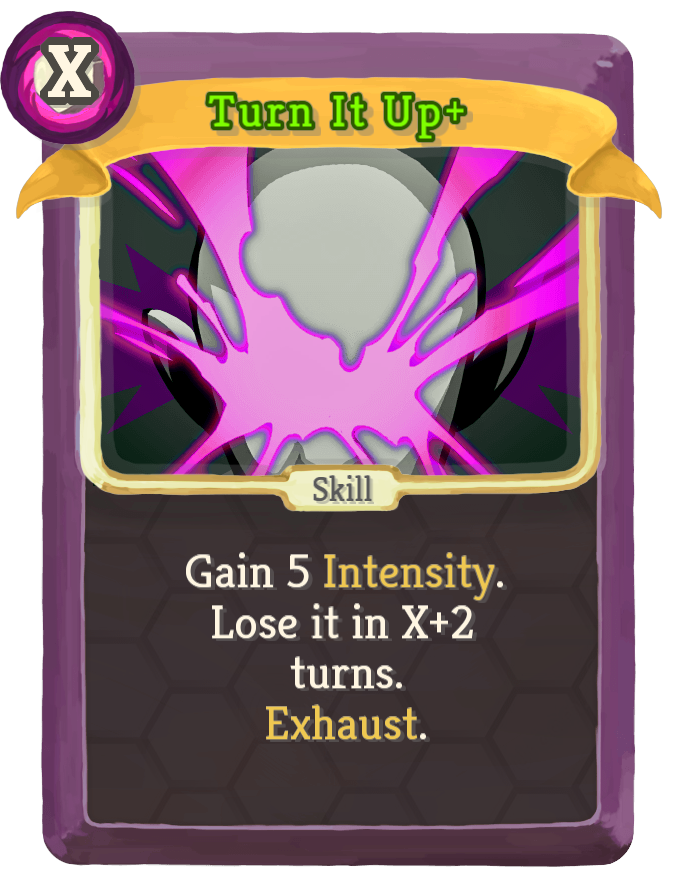 X
Turn It Up+
Skill
Gain 5 Intensity.
Lose it in X+2
turns.
Exhaust.